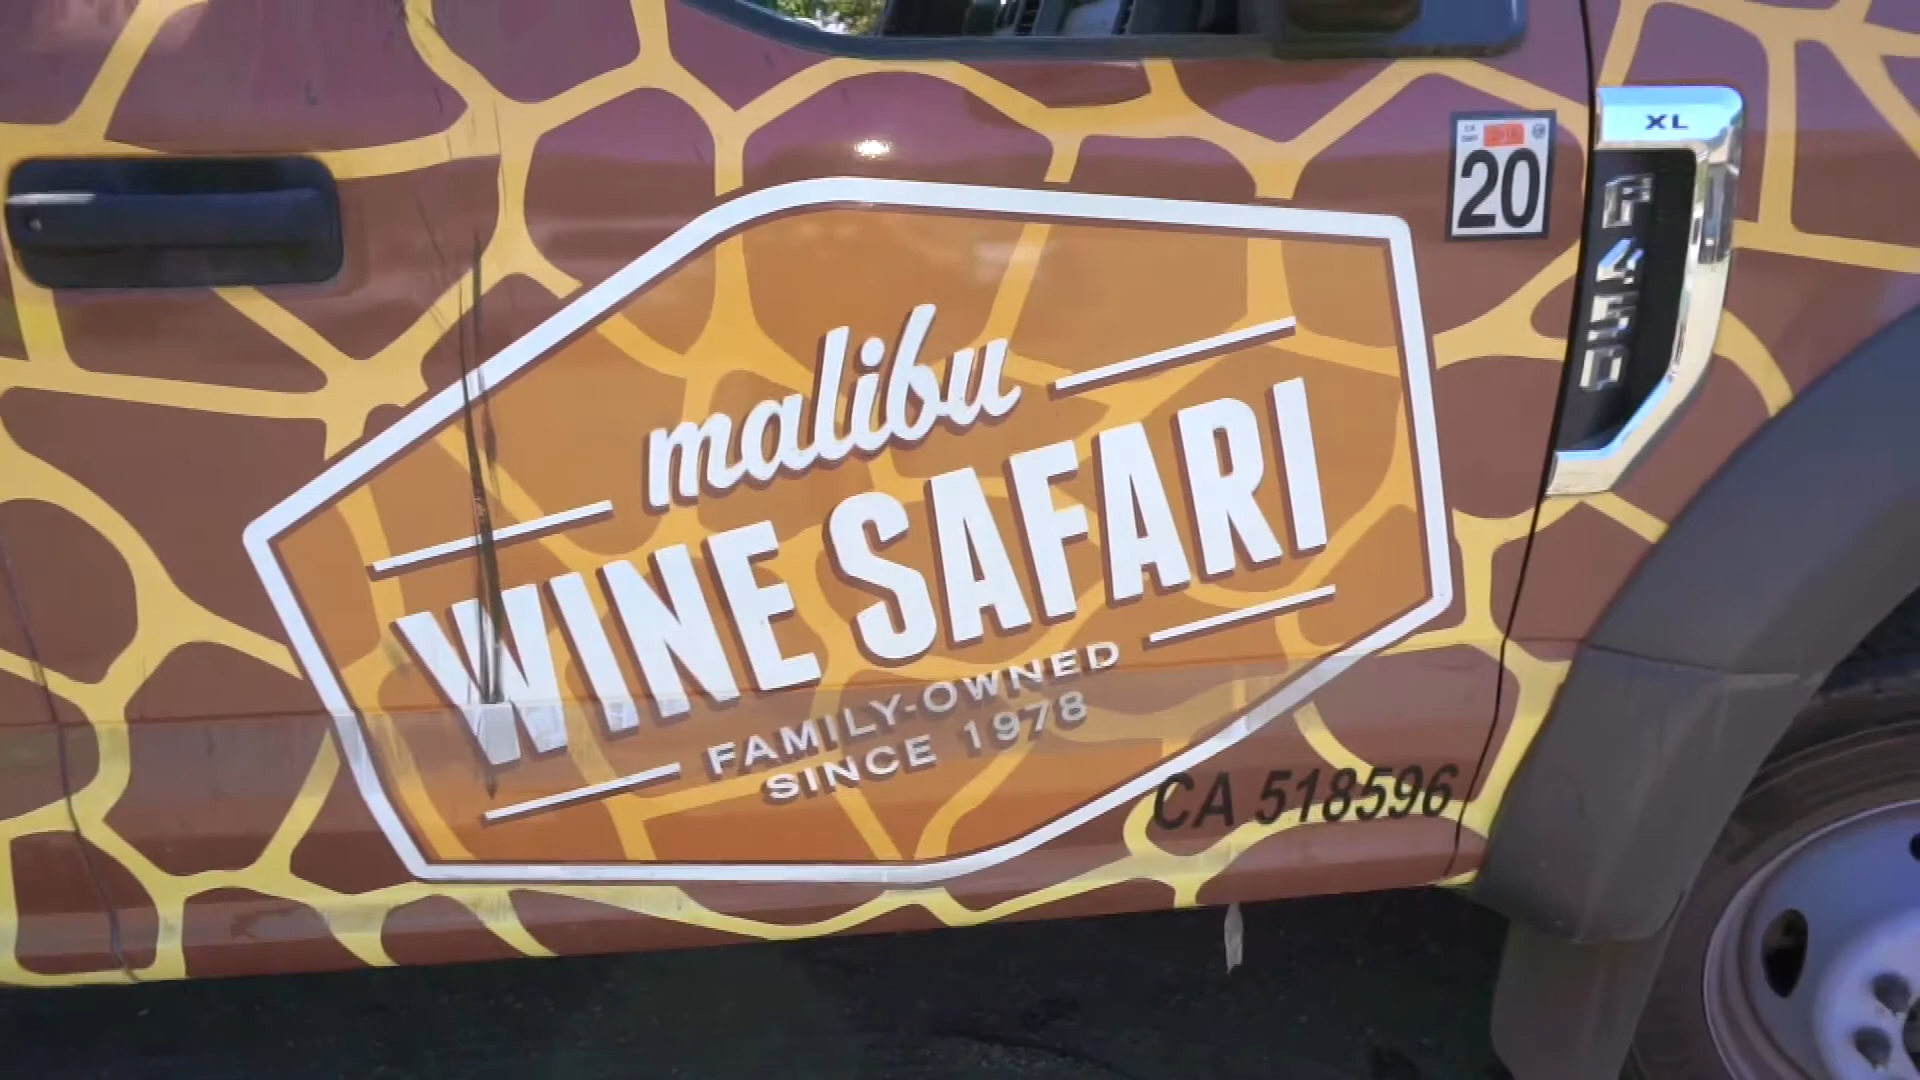 malibu
WINE SAFARI
FAMILY-OWNED
SINCE 1978
CA 518596
20
XL
F450